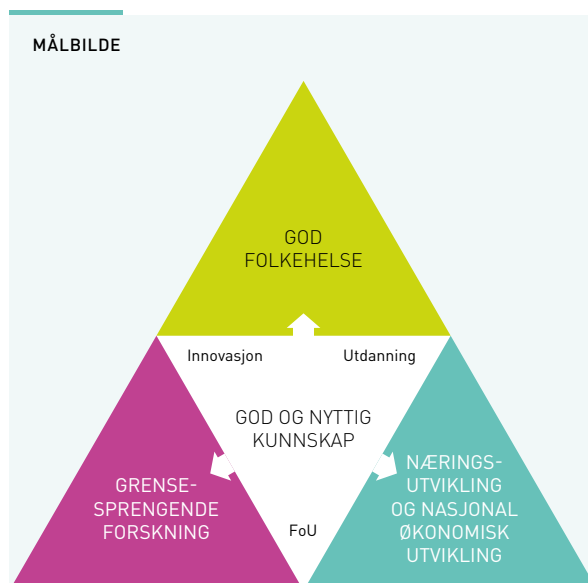 MÅLBILDE
GOD
FOLKEHELSE
Innovasjon
Utdanning
GOD OG NYTTIG
KUNNSKAP
GRENSE-
SPRENGENDE
FORSKNING
FoU
NÆRINGS-
UTVIKLING
OG NASJONAL
ØKONOMISK
UTVIKLING